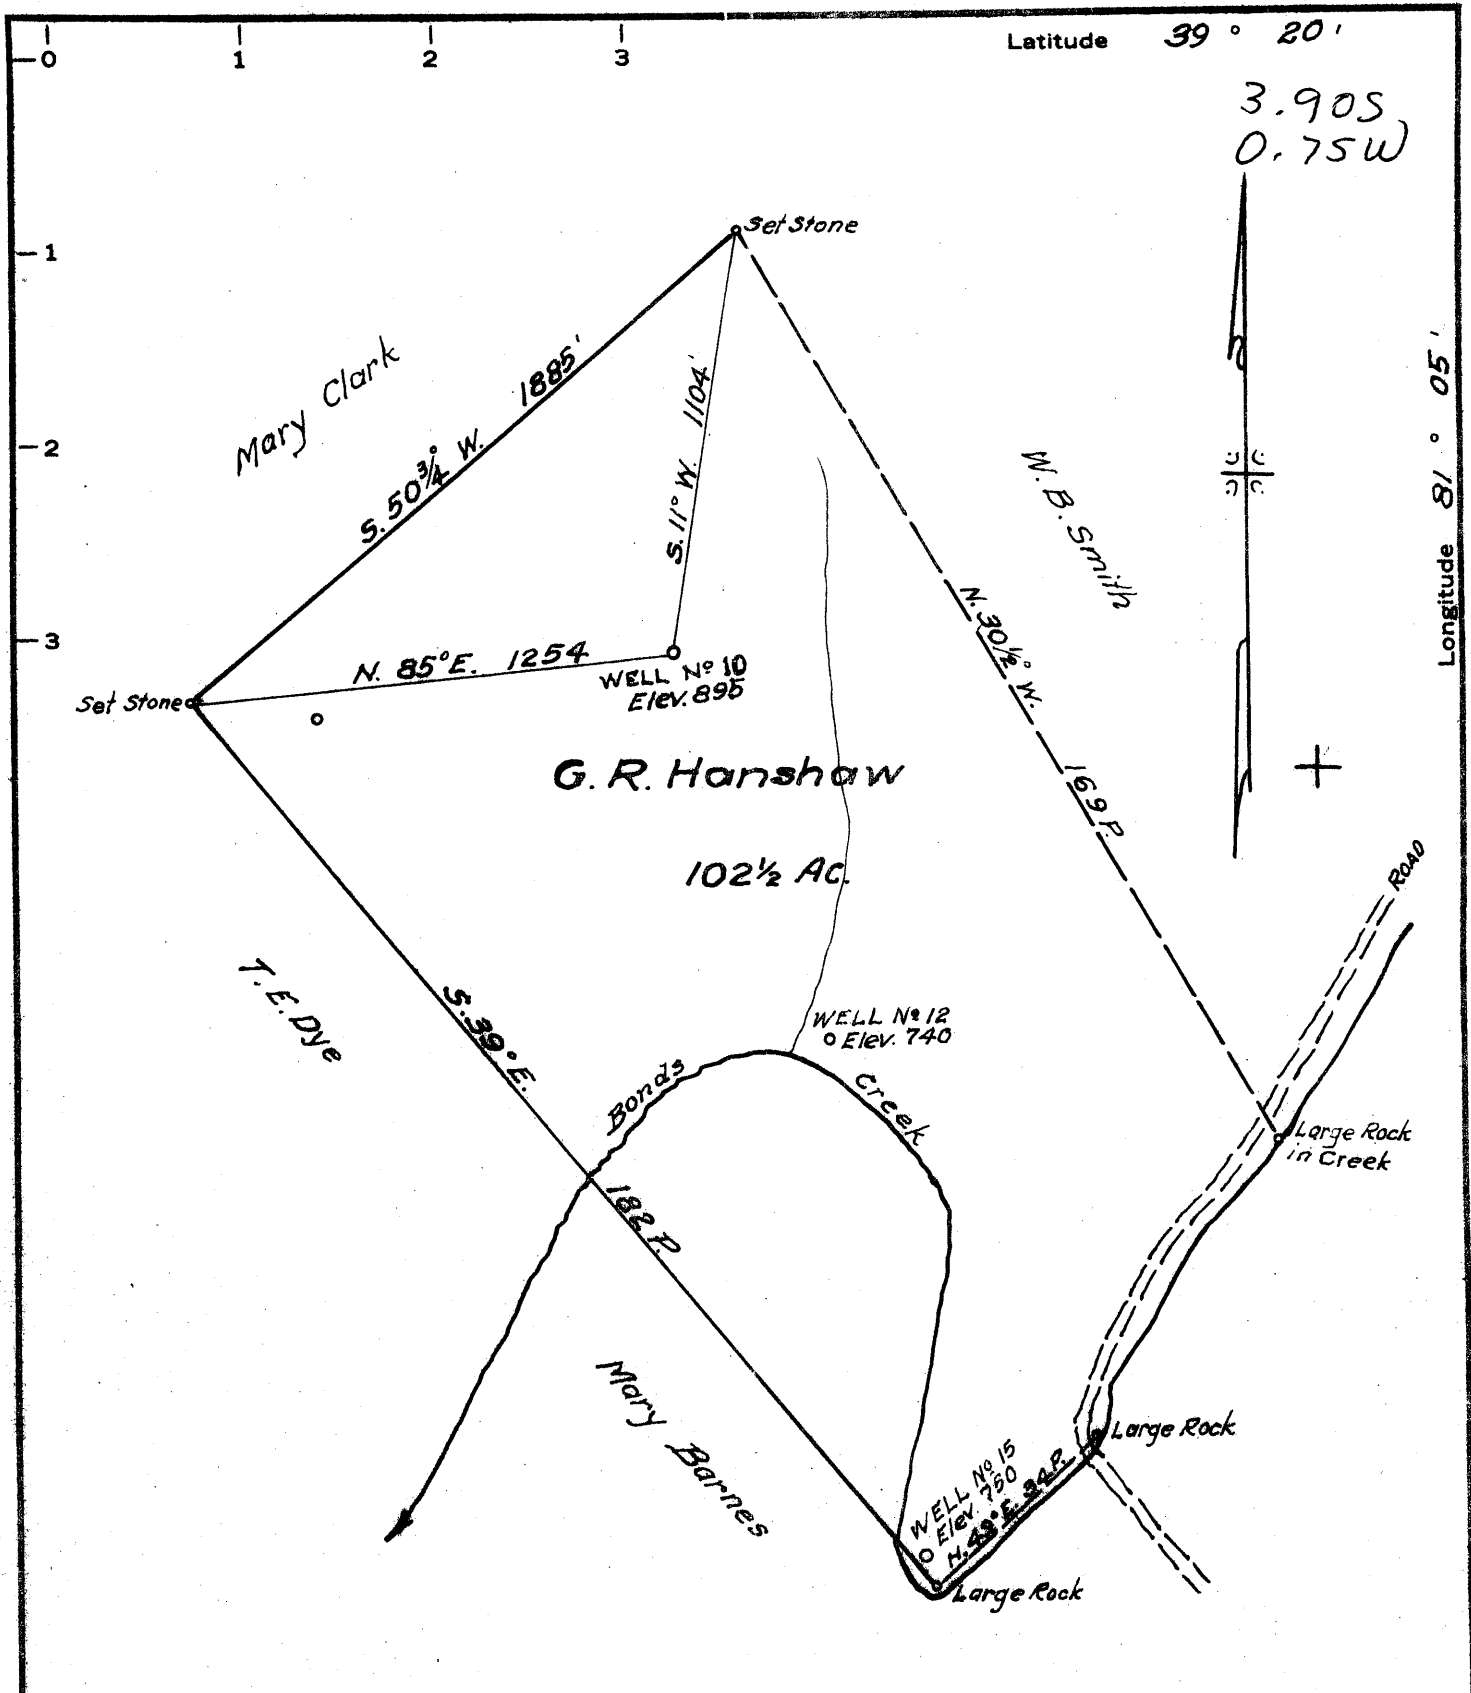 0 1 2 3
Latitude 39° 20'
0
3.90S
0.75W
Set Stone
1
Mary Clark
S. 50¾° W. 1885'
S. 11° W. 1104'
2
W. B. Smith
Longitude 81° 05'
N. 30½° W. 169 P.
3
N. 85° E. 1254
WELL Nº 10
Elev. 895
Set Stone
G. R. Hanshaw
102½ Ac.
ROAD
T. E. Dye
S. 39° E. 182 P.
WELL Nº 12
Elev. 740
Bonds Creek
Large Rock
in Creek
Mary Barnes
Large Rock
WELL Nº 15
Elev. 750
34 P.
Large Rock